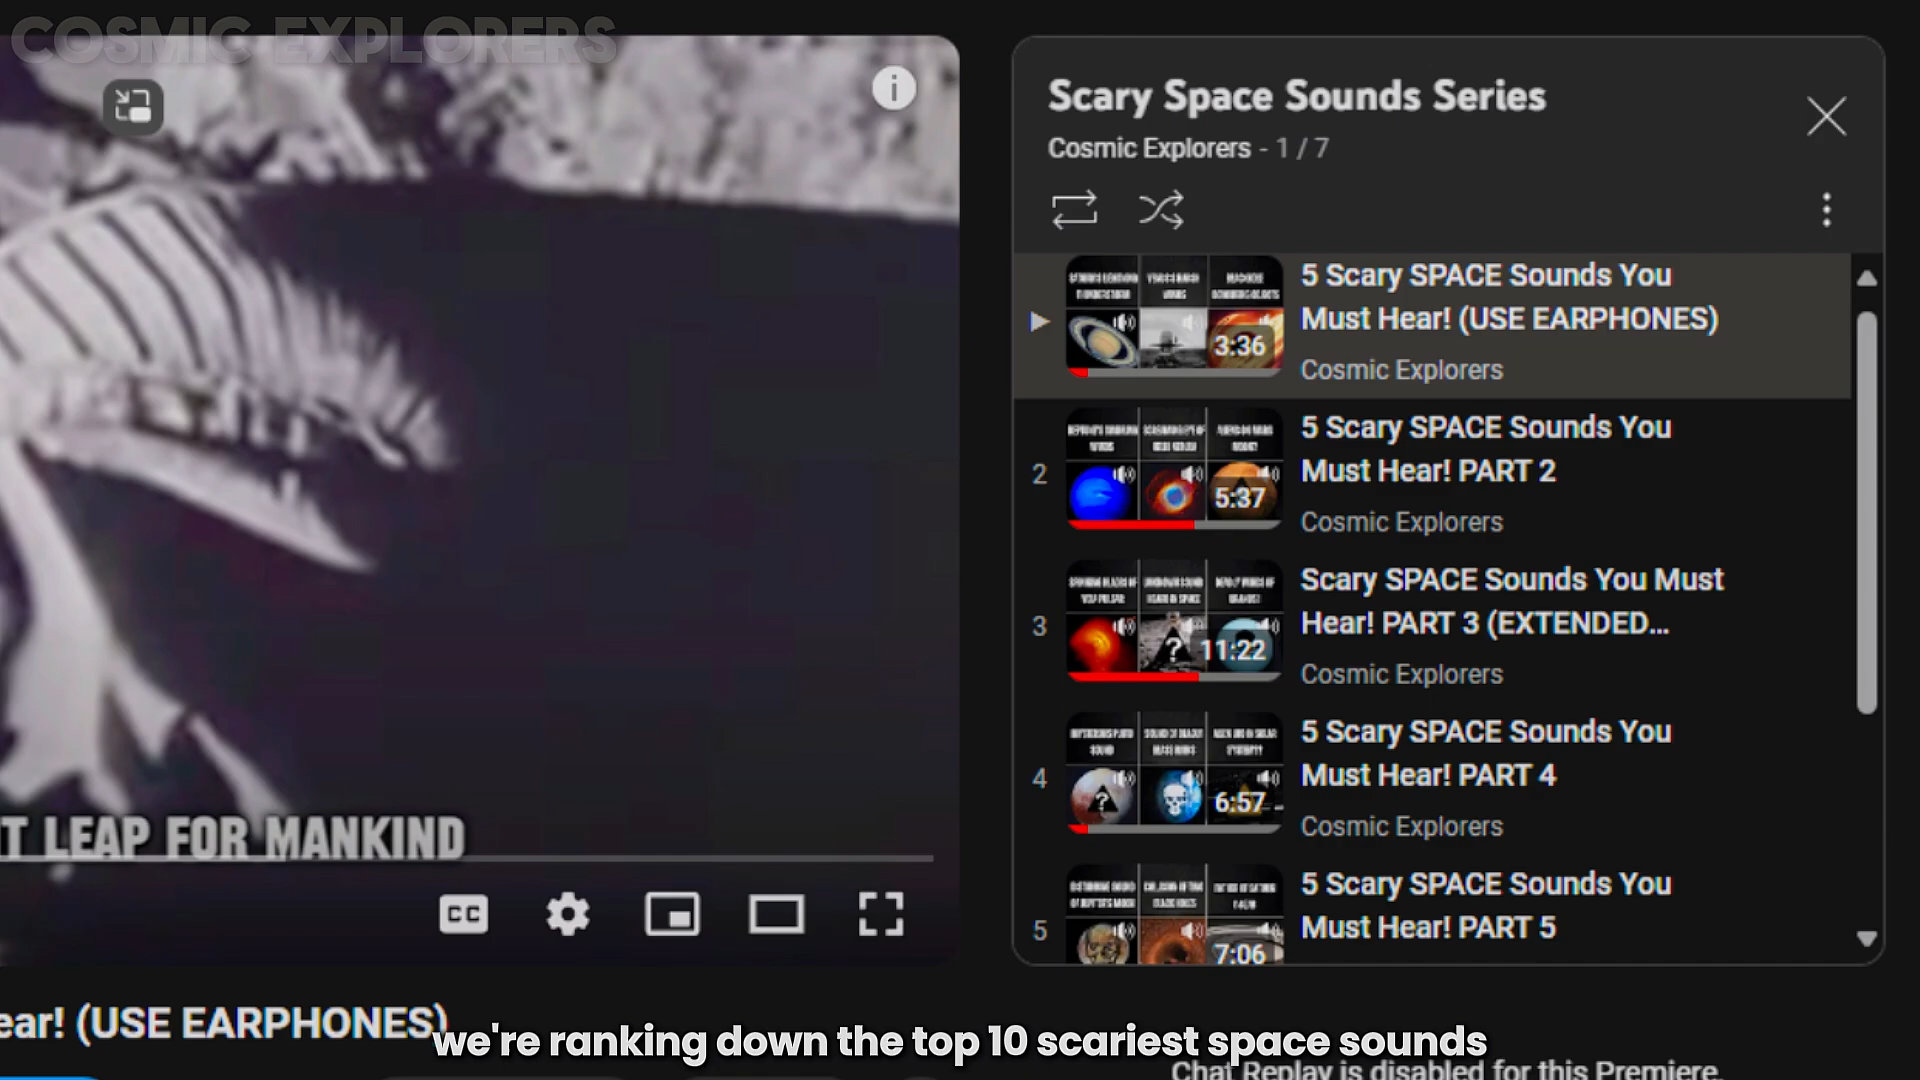 COSMIC EXPLORERS
T LEAP FOR MANKIND
CC
ear! (USE EARPHONES)
Scary Space Sounds Series
Cosmic Explorers - 1 / 7
3:36
5 Scary SPACE Sounds You
Must Hear! (USE EARPHONES)
Cosmic Explorers
2
5:37
5 Scary SPACE Sounds You
Must Hear! PART 2
Cosmic Explorers
3
?
11:22
Scary SPACE Sounds You Must
Hear! PART 3 (EXTENDED...
Cosmic Explorers
4
?
6:57
5 Scary SPACE Sounds You
Must Hear! PART 4
Cosmic Explorers
5
7:06
5 Scary SPACE Sounds You
Must Hear! PART 5
we're ranking down the top 10 scariest space sounds
Chat Replay is disabled for this Premiere.